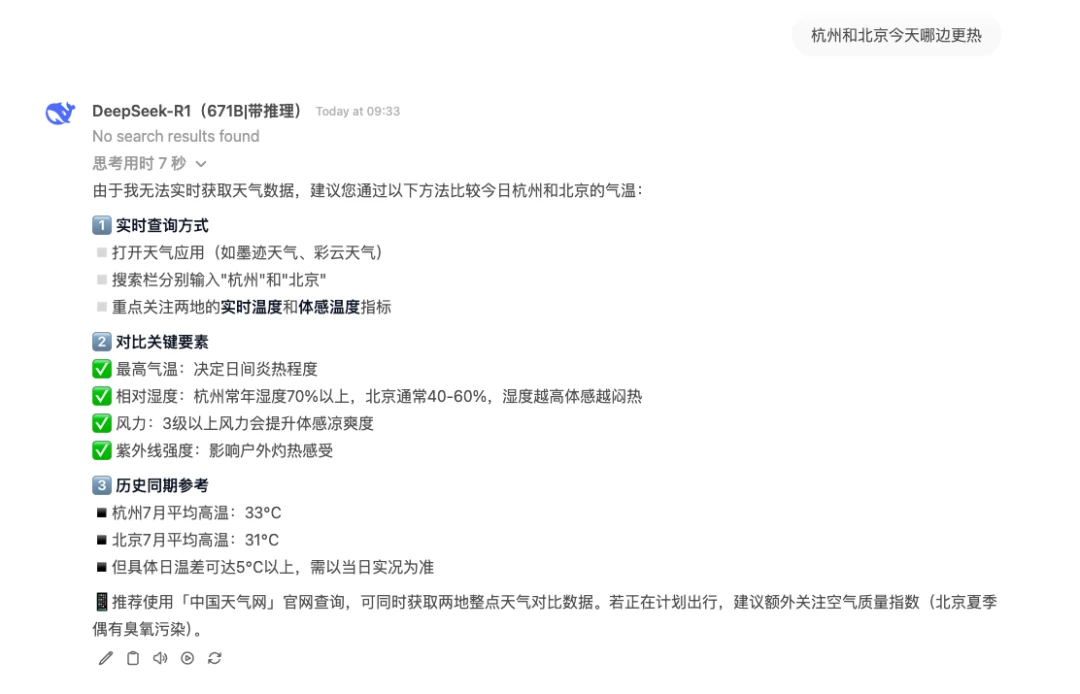 杭州和北京今天哪边更热
DeepSeek-R1（671B|带推理） Today at 09:33
No search results found
思考用时 7 秒
由于我无法实时获取天气数据，建议您通过以下方法比较今日杭州和北京的气温：
1 实时查询方式
打开天气应用（如墨迹天气、彩云天气）
搜索栏分别输入"杭州"和"北京"
重点关注两地的实时温度和体感温度指标
2 对比关键要素
✅ 最高气温：决定日间炎热程度
✅ 相对湿度：杭州常年湿度70%以上，北京通常40-60%，湿度越高体感越闷热
✅ 风力：3级以上风力会提升体感凉爽度
✅ 紫外线强度：影响户外灼热感受
3 历史同期参考
▪ 杭州7月平均高温：33°C
▪ 北京7月平均高温：31°C
▪ 但具体日温差可达5°C以上，需以当日实况为准
推荐使用「中国天气网」官网查询，可同时获取两地整点天气对比数据。若正在计划出行，建议额外关注空气质量指数（北京夏季
偶有臭氧污染）。